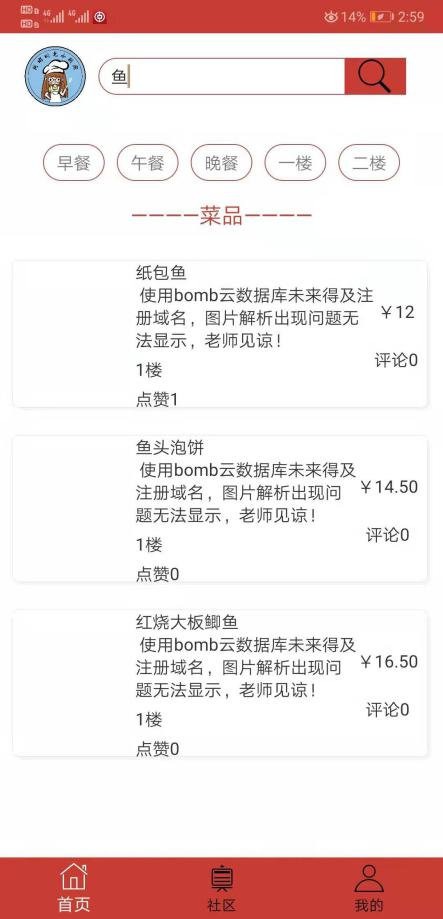 14% 2:59
鱼
早餐 午餐 晚餐 一楼 二楼
————菜品————
纸包鱼
使用bomb云数据库未来得及注
册域名，图片解析出现问题无
法显示，老师见谅！
￥12
评论0
1楼
点赞1
鱼头泡饼
使用bomb云数据库未来得及
注册域名，图片解析出现问
题无法显示，老师见谅！
￥14.50
评论0
1楼
点赞0
红烧大板鲫鱼
使用bomb云数据库未来得及
注册域名，图片解析出现问
题无法显示，老师见谅！
￥16.50
评论0
1楼
点赞0
首页 社区 我的